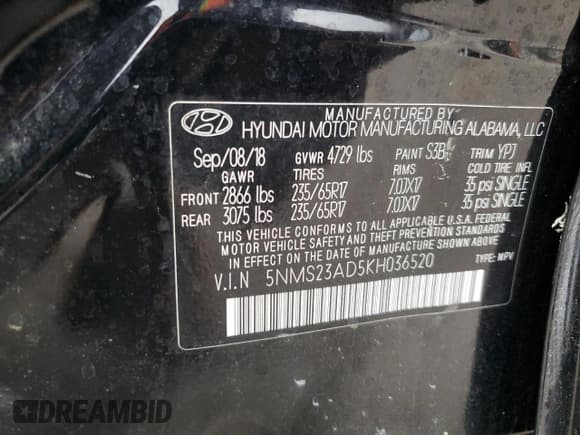 MANUFACTURED BY
HYUNDAI MOTOR MANUFACTURING ALABAMA, LLC
Sep/08/18 GVWR 4729 lbs PAINT S3B TRIM YPJ
GAWR TIRES RIMS COLD TIRE INFL
FRONT 2866 lbs 235/65R17 7.0JX17 35 psi SINGLE
REAR 3075 lbs 235/65R17 7.0JX17 35 psi SINGLE
THIS VEHICLE CONFORMS TO ALL APPLICABLE U.S.A. FEDERAL
MOTOR VEHICLE SAFETY, BUMPER, AND THEFT PREVENTION STANDARDS
IN EFFECT ON THE DATE OF MANUFACTURE SHOWN ABOVE.
V.I.N 5NMS23AD5KH036520 TYPE: MPV
DREAMBID